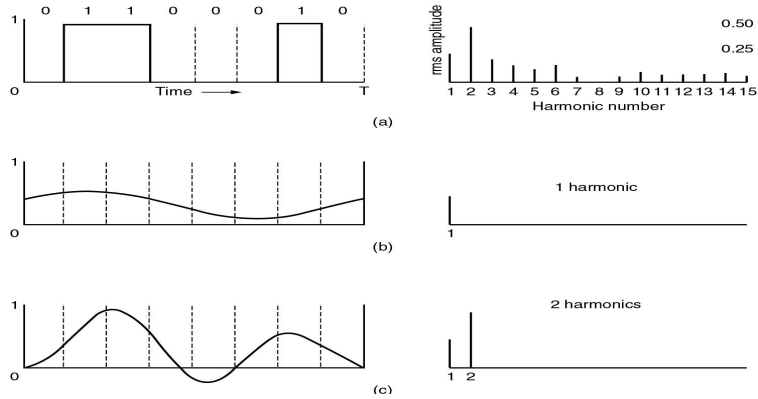 1
0 1 1 0 0 0 1 0
0
Time
T
rms amplitude
0.50
0.25
1 2 3 4 5 6 7 8 9 10 11 12 13 14 15
Harmonic number
(a)
1
0
1 harmonic
1
(b)
1
0
2 harmonics
1 2
(c)